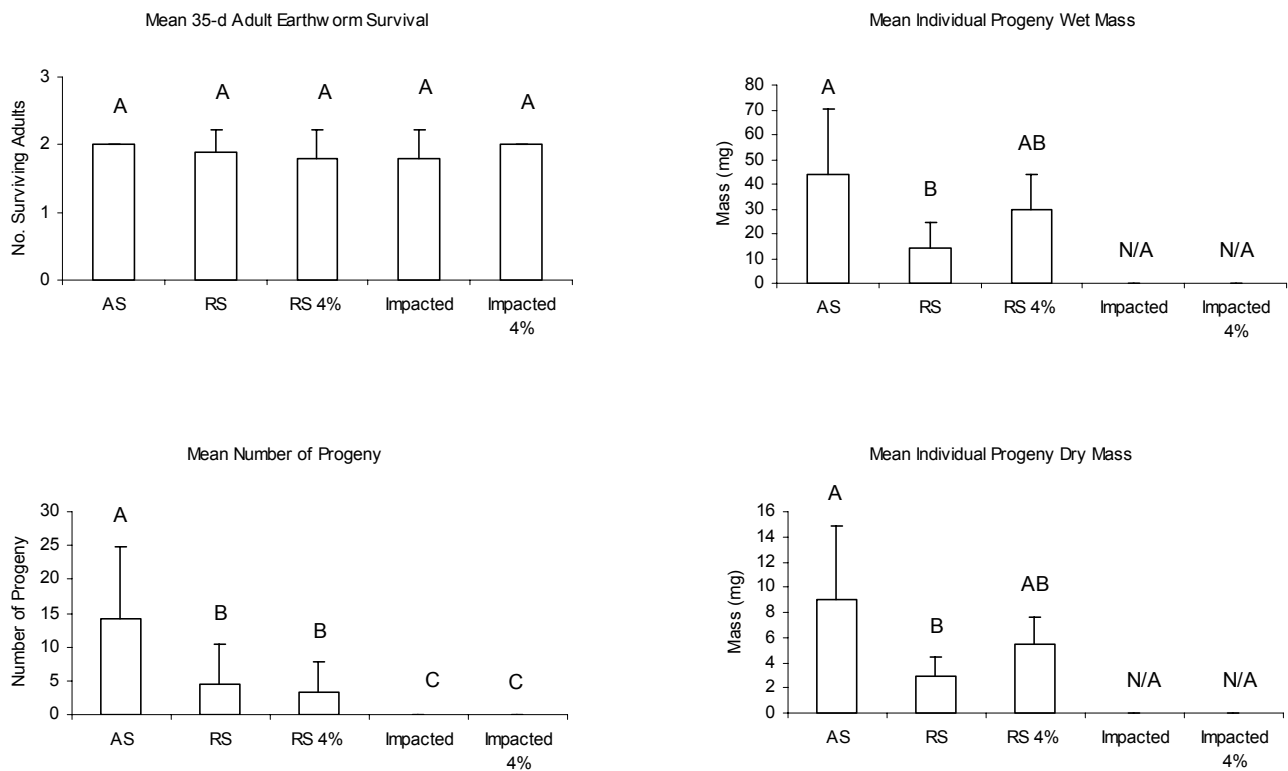 Mean 35-d Adult Earthworm Survival
No. Surviving Adults
3
2
1
0
A
A
A
A
A
AS
RS
RS 4%
Impacted
Impacted
4%
Mean Individual Progeny Wet Mass
Mass (mg)
80
70
60
50
40
30
20
10
0
A
B
AB
N/A
N/A
AS
RS
RS 4%
Impacted
Impacted
4%
Mean Number of Progeny
Number of Progeny
30
25
20
15
10
5
0
A
B
B
C
C
AS
RS
RS 4%
Impacted
Impacted
4%
Mean Individual Progeny Dry Mass
Mass (mg)
16
14
12
10
8
6
4
2
0
A
B
AB
N/A
N/A
AS
RS
RS 4%
Impacted
Impacted
4%